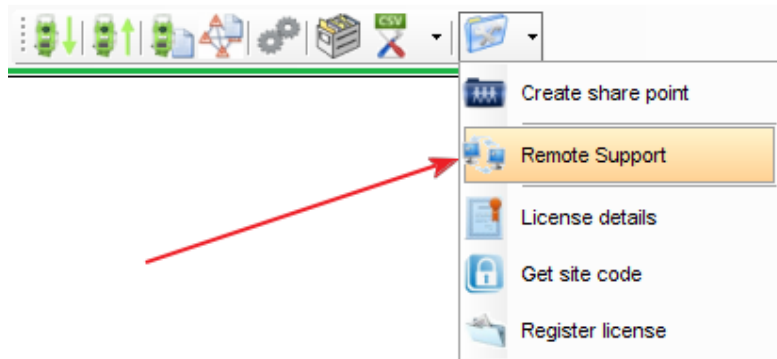 CSV
Create share point
Remote Support
License details
Get site code
Register license